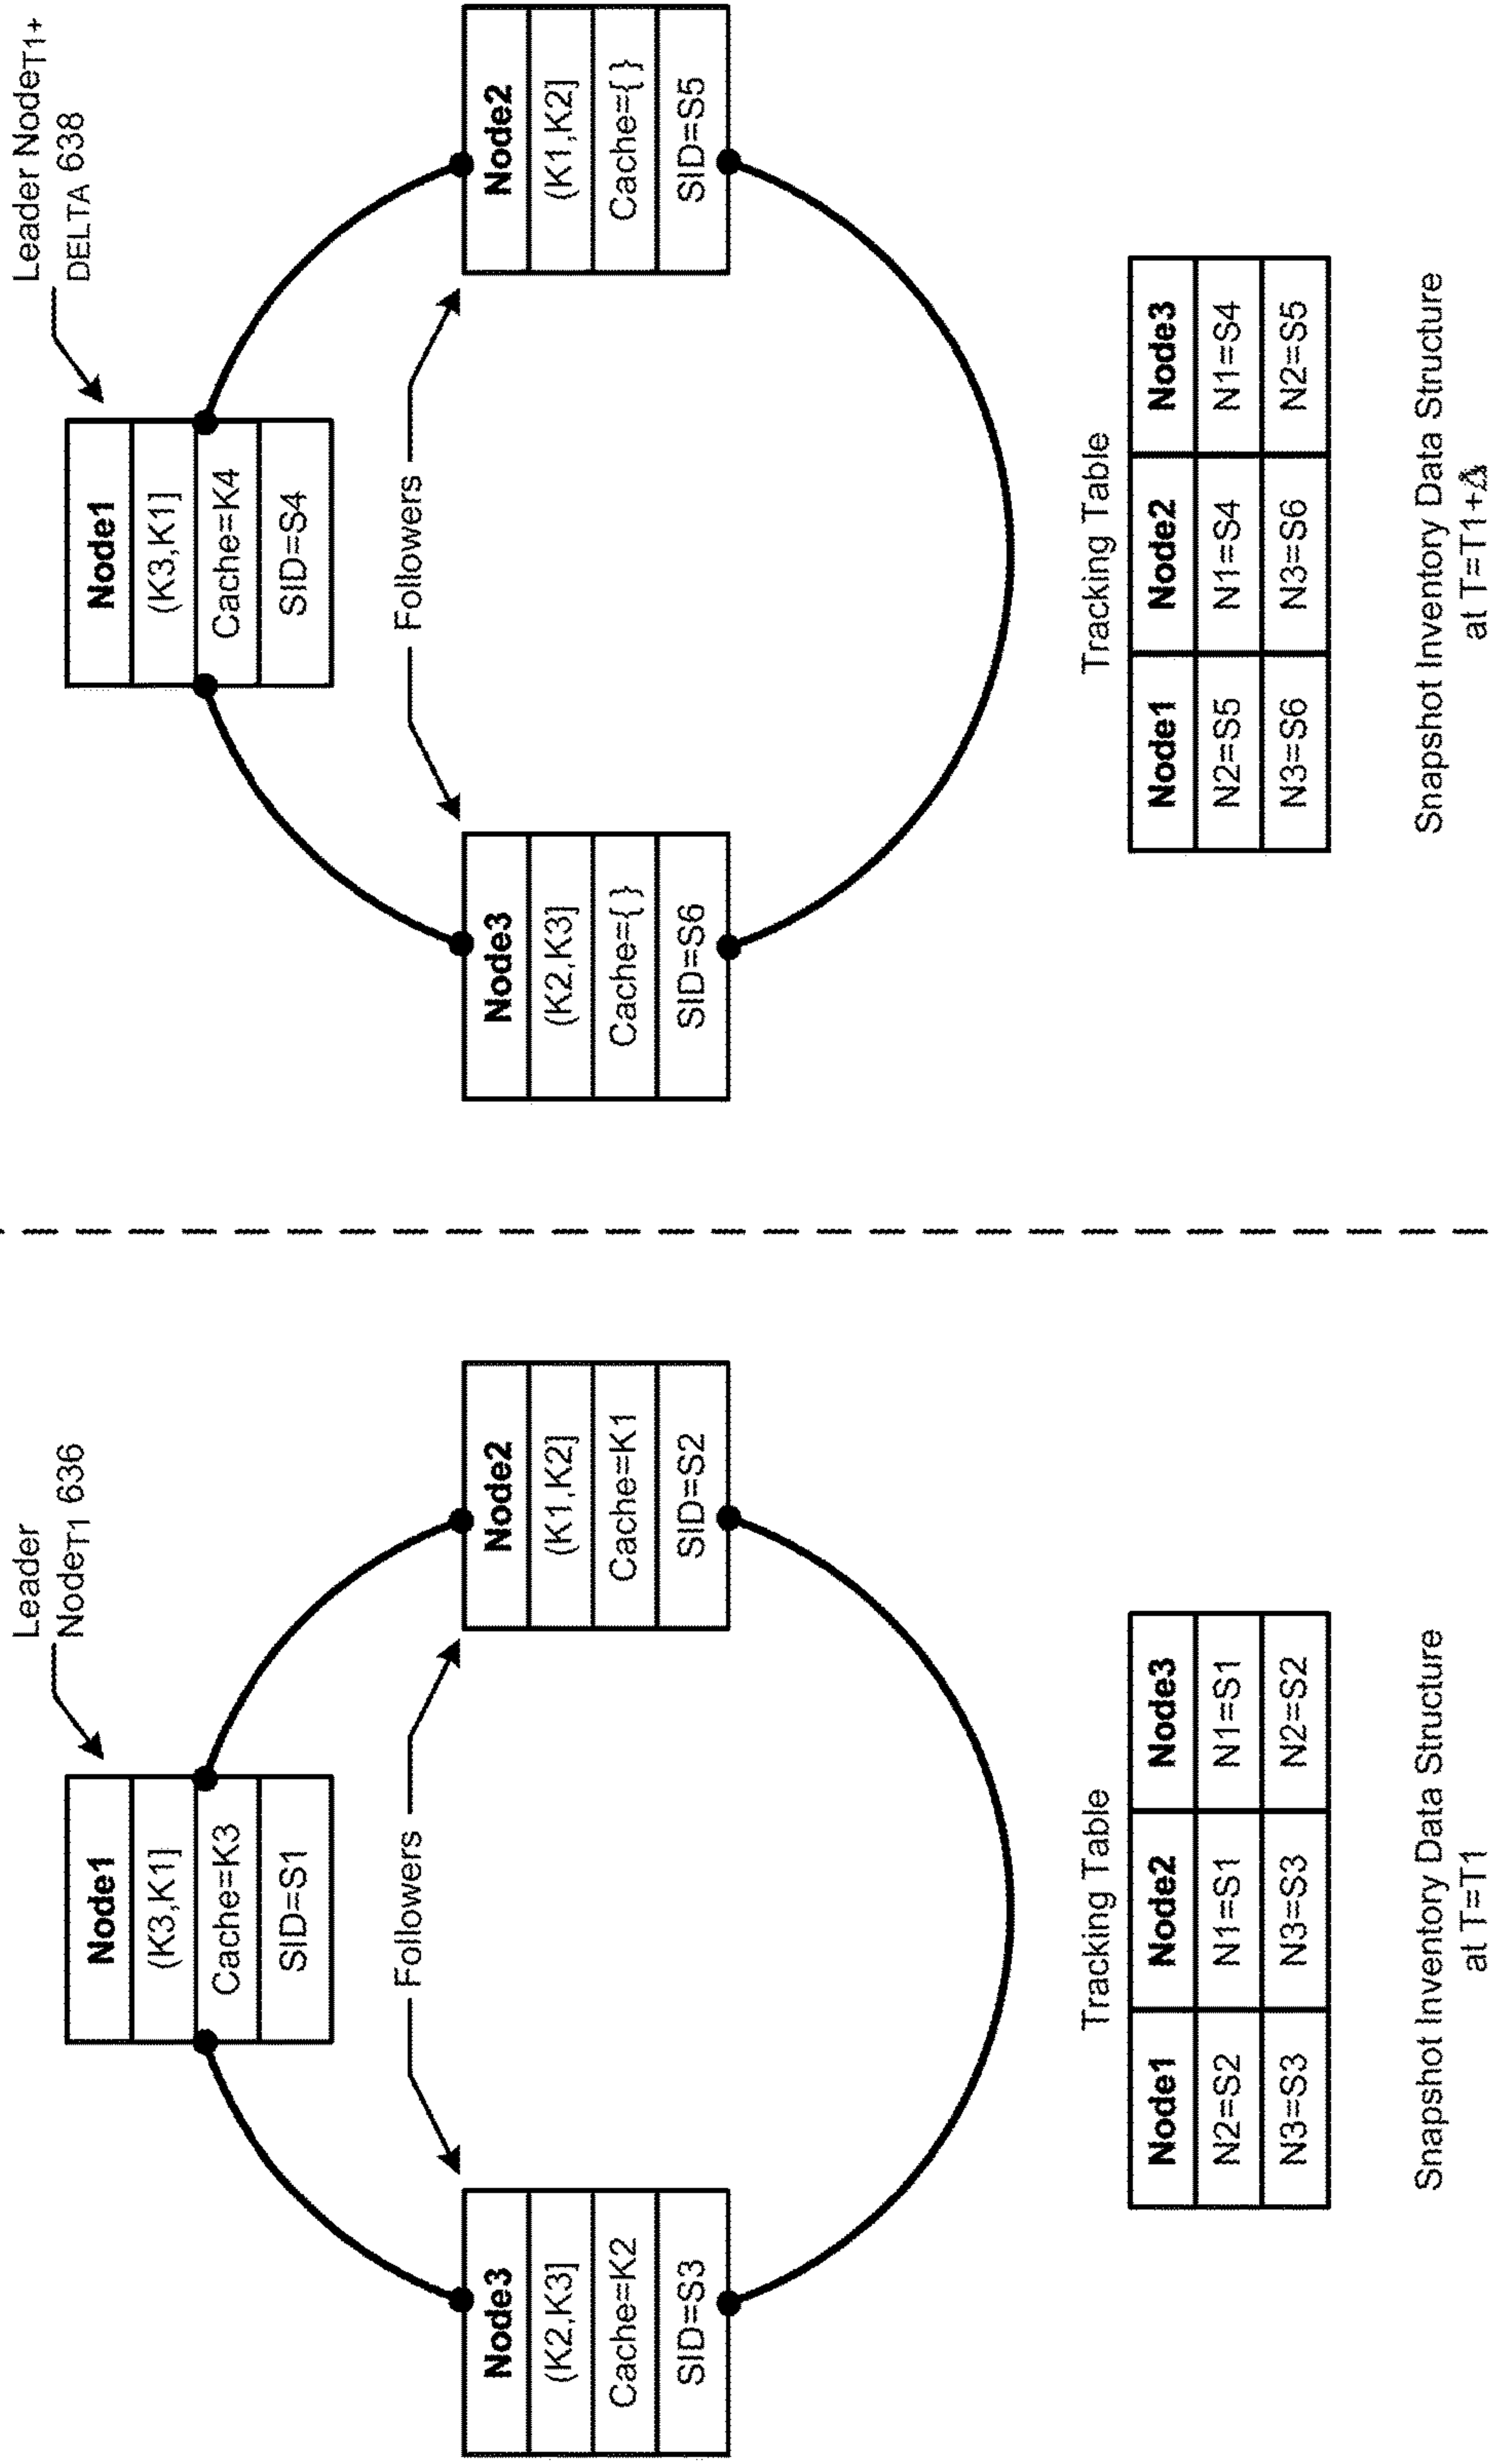 Leader
NodeT1 636
Node1
(K3,K1]
Cache=K3
SID=S1
Followers
Node3
(K2,K3]
Cache=K2
SID=S3
Node2
(K1,K2]
Cache=K1
SID=S2
Tracking Table
Node1 Node2 Node3
N2=S2 N1=S1 N1=S1
N3=S3 N3=S3 N2=S2
Snapshot Inventory Data Structure
at T=T1
Leader NodeT1+
DELTA 638
Node1
(K3,K1]
Cache=K4
SID=S4
Followers
Node3
(K2,K3]
Cache={ }
SID=S6
Node2
(K1,K2]
Cache={ }
SID=S5
Tracking Table
Node1 Node2 Node3
N2=S5 N1=S4 N1=S4
N3=S6 N3=S6 N2=S5
Snapshot Inventory Data Structure
at T=T1+Δ